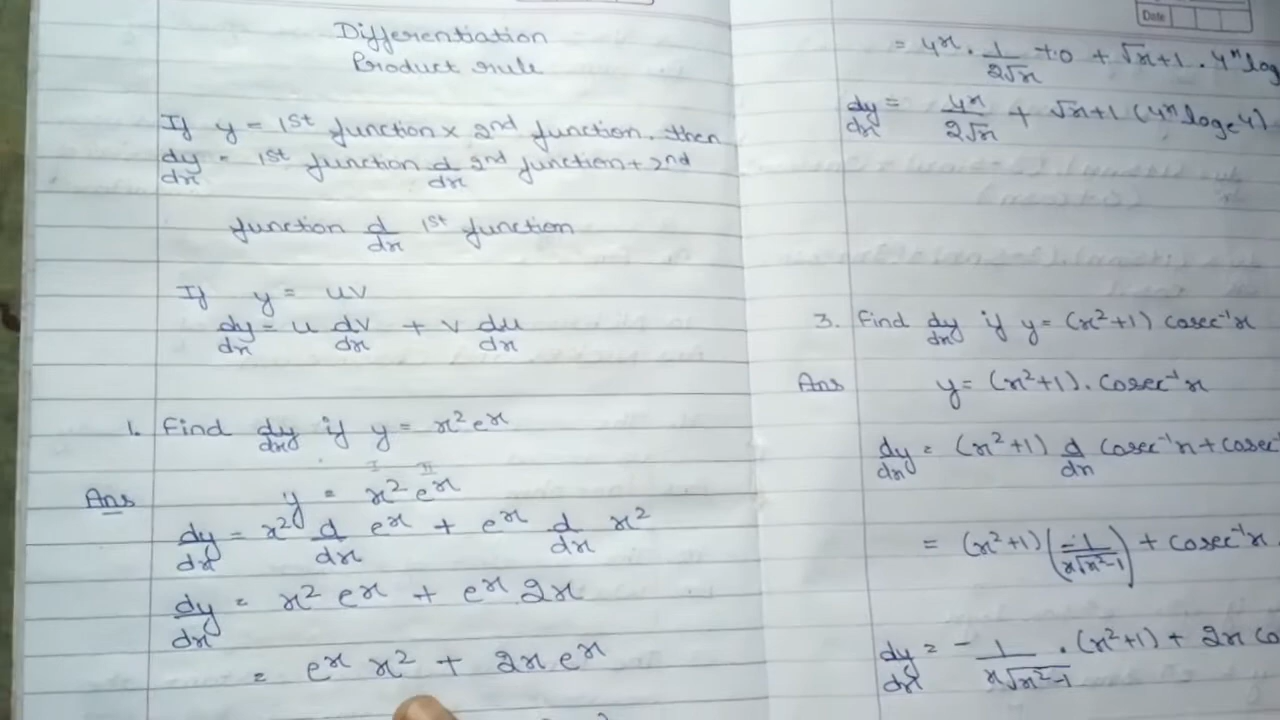 Differentiation
Product rule
If y = 1st function × 2nd function. then
dy/dx = 1st function d/dx 2nd function + 2nd
function d/dx 1st function
If y = uv
dy/dx = u dv/dx + v du/dx
1. Find dy/dx if y = x² eˣ
I II
Ans y = x² eˣ
dy/dx = x² d/dx eˣ + eˣ d/dx x²
dy/dx = x² eˣ + eˣ 2x
= eˣ x² + 2x eˣ
Date
= 4ˣ · 1/2√x + 0 + √x+1 · 4ˣ log
dy/dx = 4ˣ/2√x + √x+1 (4ˣ logₑ4)
3. Find dy/dx if y = (x²+1) cosec⁻¹x
Ans y = (x²+1) . cosec⁻¹x
dy/dx = (x²+1) d/dx cosec⁻¹x + cosec⁻¹
= (x²+1) (-1/x√x²-1) + cosec⁻¹x
dy/dx = - 1/x√x²-1 . (x²+1) + 2x co